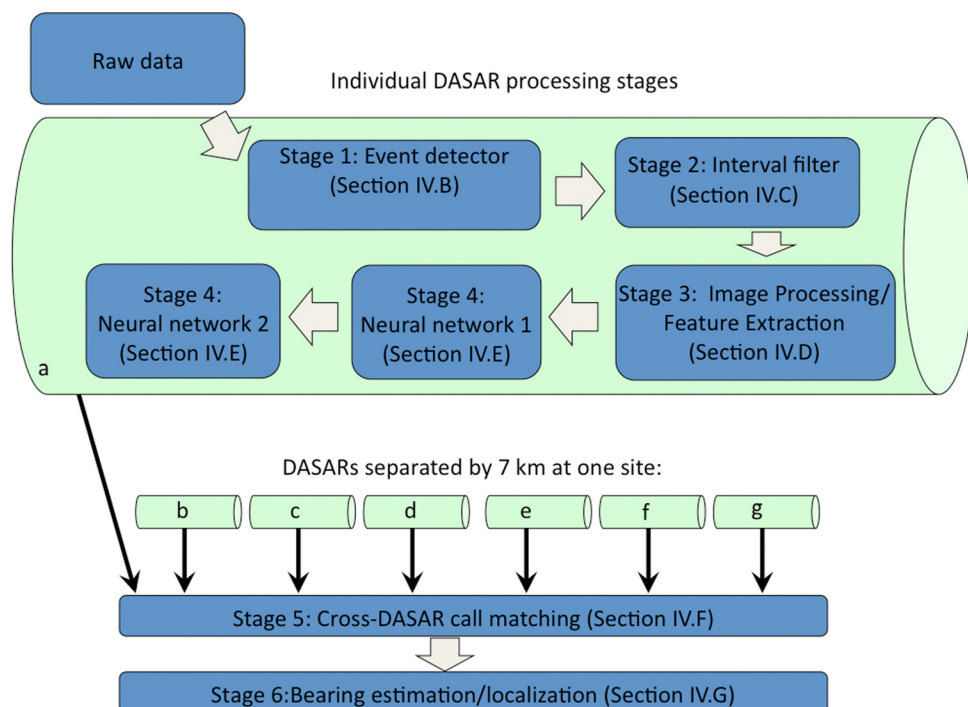 Raw data
Individual DASAR processing stages
Stage 1: Event detector
(Section IV.B)
Stage 2: Interval filter
(Section IV.C)
Stage 3:  Image Processing/
Feature Extraction
(Section IV.D)
Stage 4:
Neural network 1
(Section IV.E)
Stage 4:
Neural network 2
(Section IV.E)
a
DASARs separated by 7 km at one site:
b
c
d
e
f
g
Stage 5: Cross-DASAR call matching (Section IV.F)
Stage 6:Bearing estimation/localization (Section IV.G)